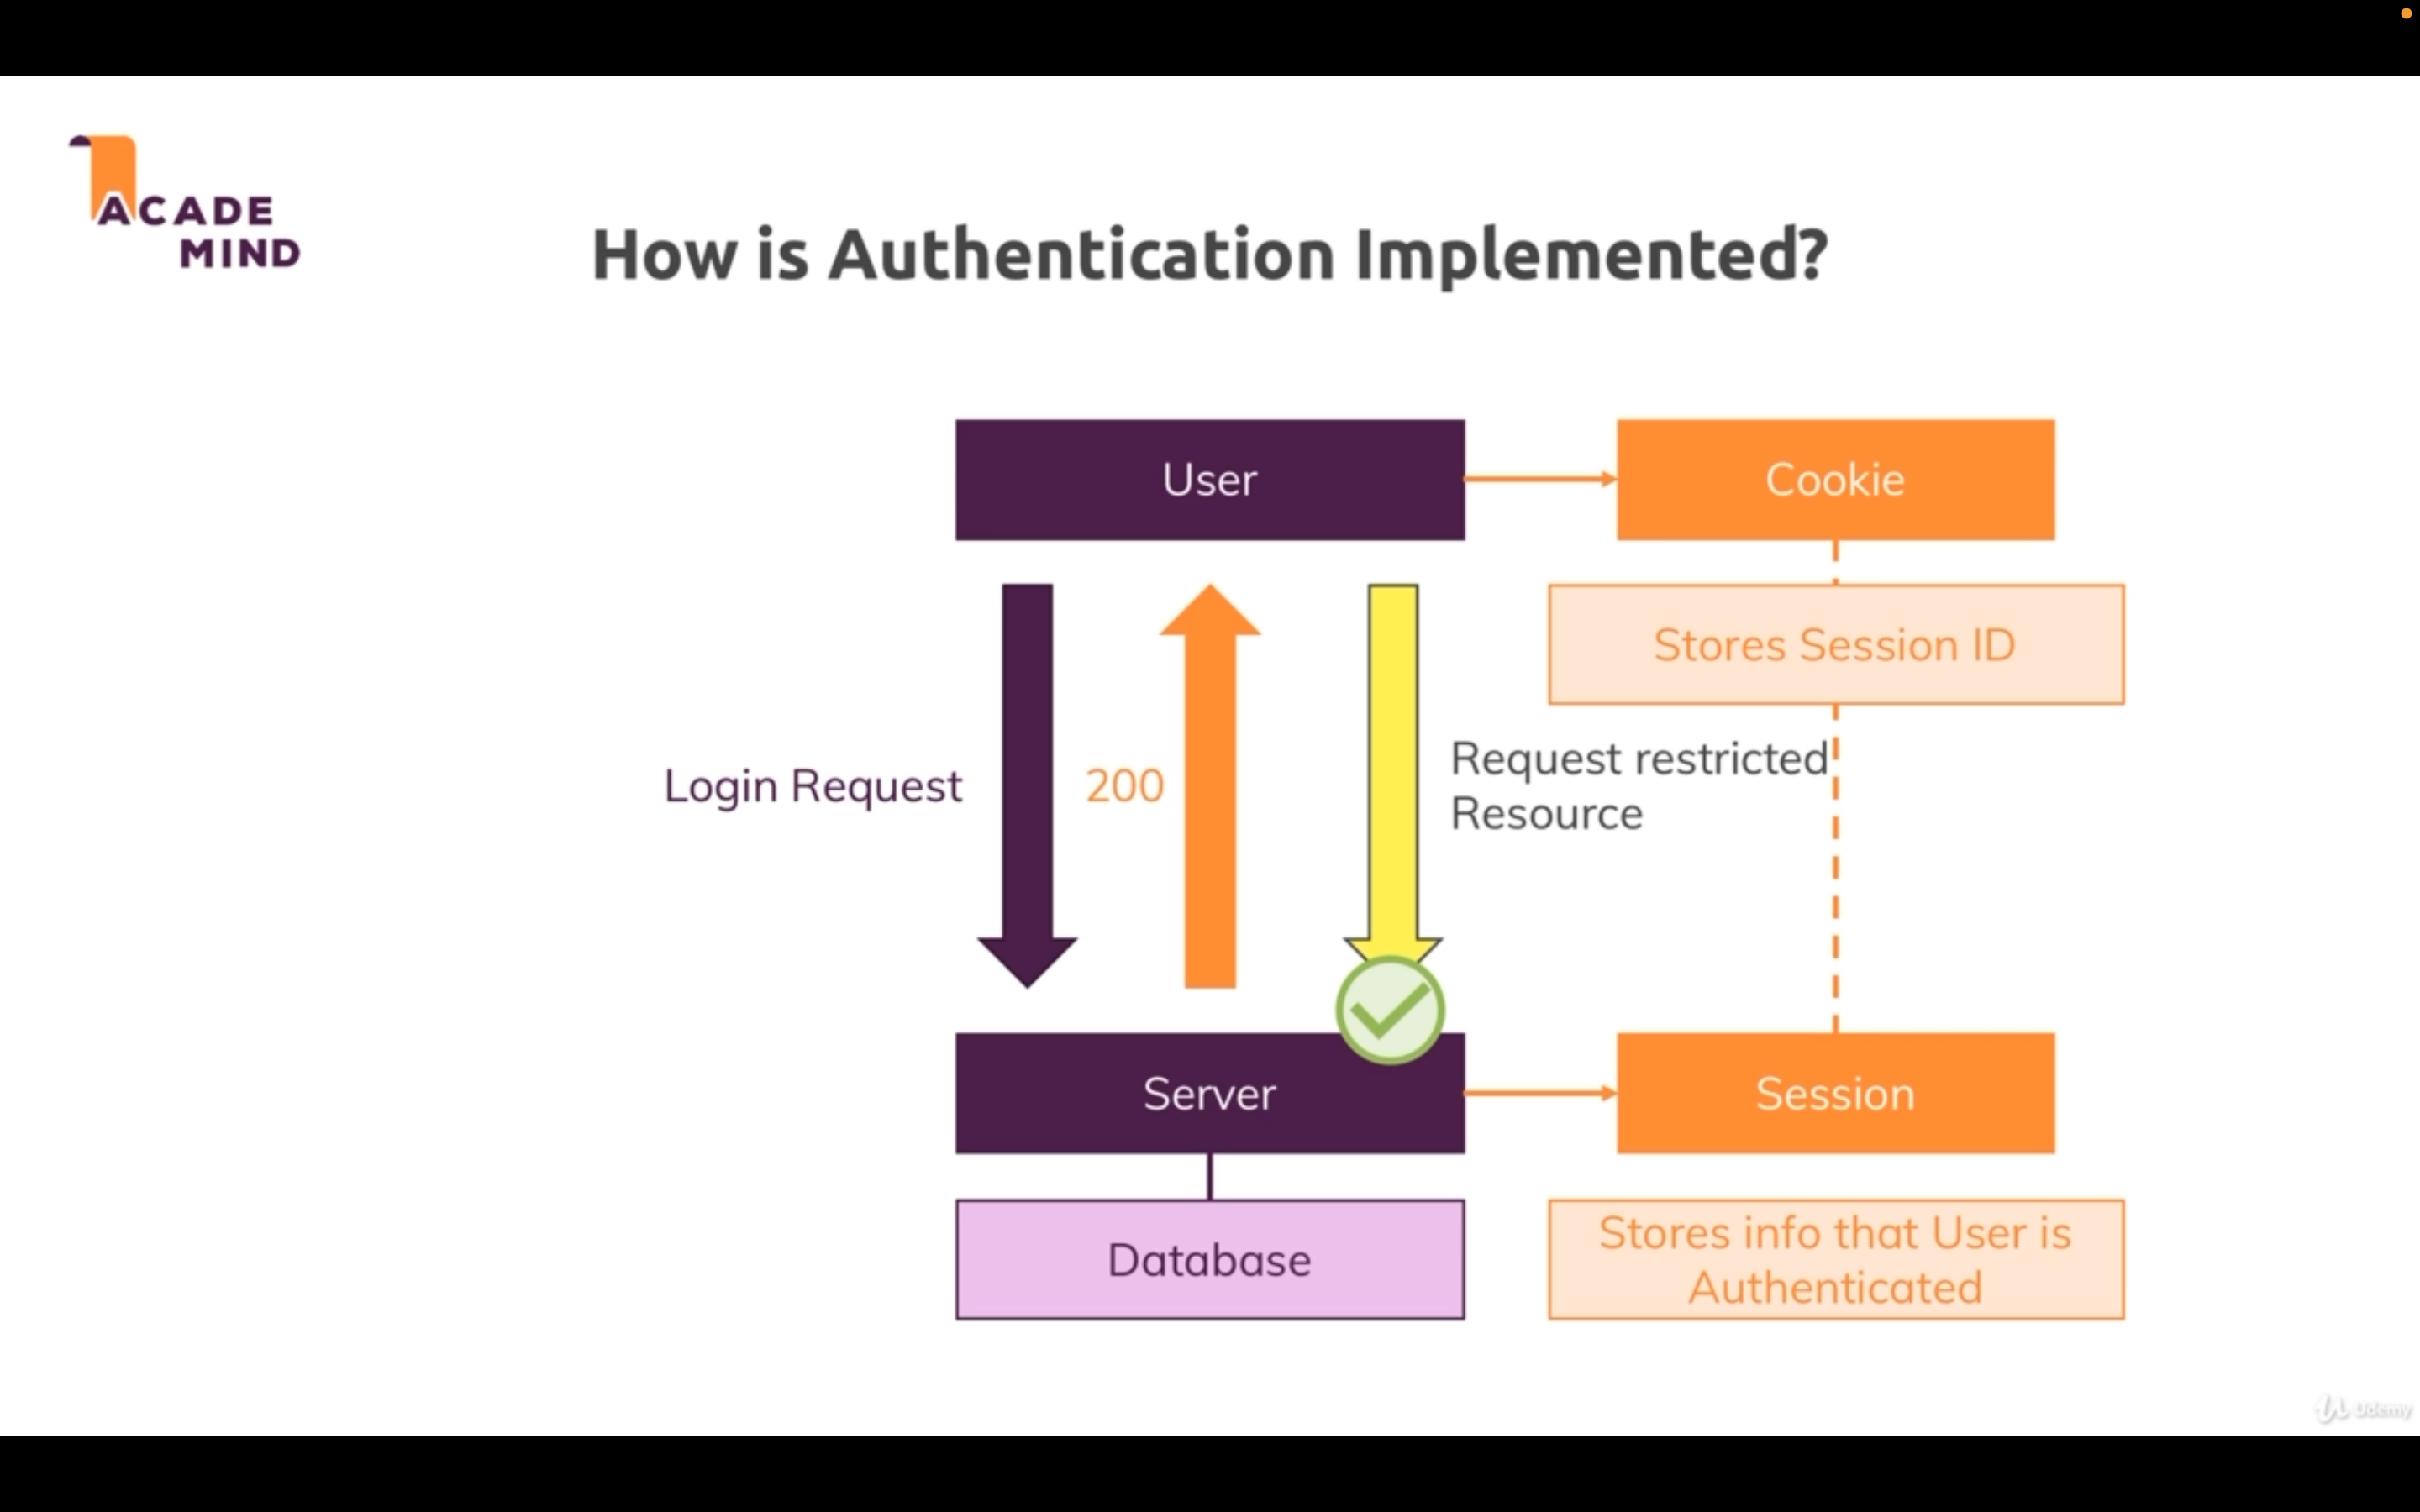 ACADE
MIND
How is Authentication Implemented?
User
Cookie
Stores Session ID
Login Request
200
Request restricted
Resource
Server
Session
Database
Stores info that User is
Authenticated
Udemy